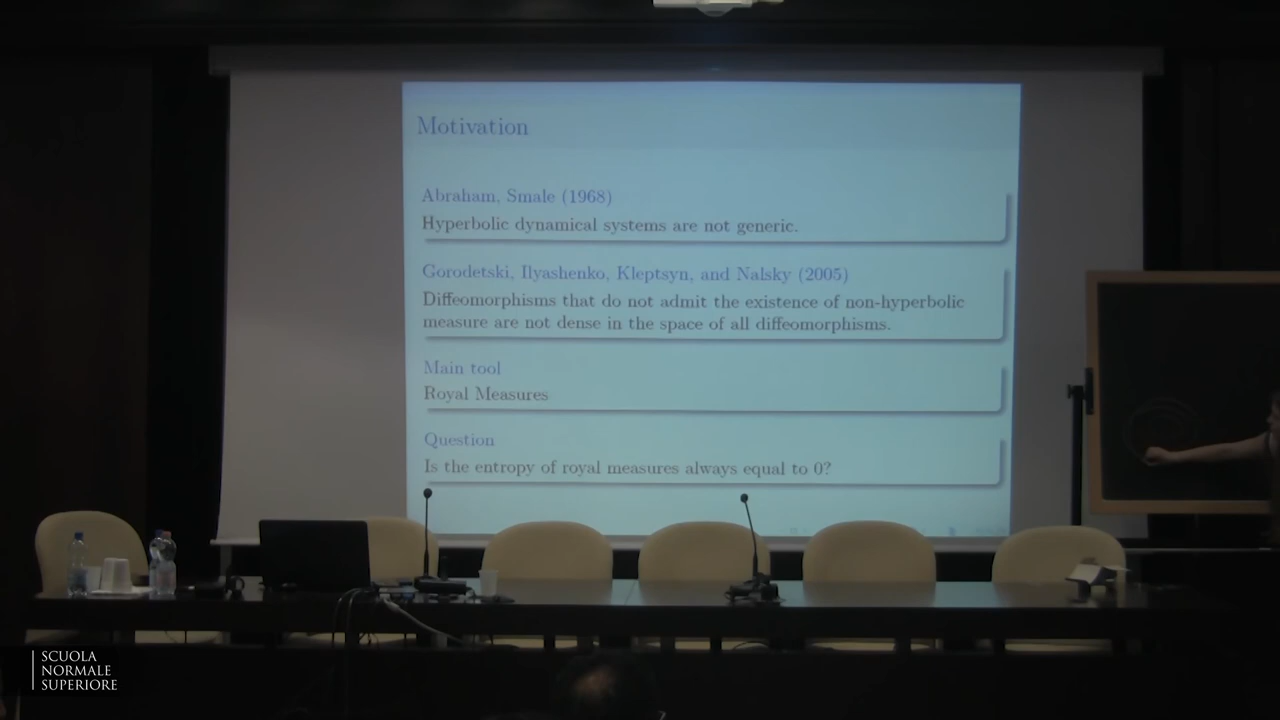 Motivation
Abraham, Smale (1968)
Hyperbolic dynamical systems are not generic.
Gorodetski, Ilyashenko, Kleptsyn, and Nalsky (2005)
Diffeomorphisms that do not admit the existence of non-hyperbolic
measure are not dense in the space of all diffeomorphisms.
Main tool
Royal Measures
Question
Is the entropy of royal measures always equal to 0?
SCUOLA
NORMALE
SUPERIORE